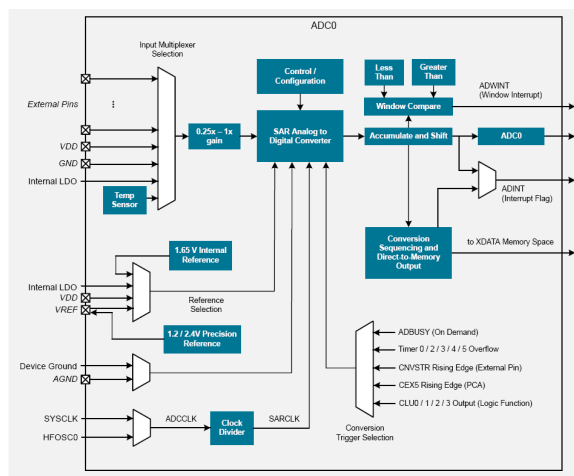 ADC0
Input Multiplexer
Selection
Control /
Configuration
Less
Than
Greater
Than
Window Compare
ADWINT
(Window Interrupt)
External Pins
0.25x – 1x
gain
SAR Analog to
Digital Converter
Accumulate and Shift
ADC0
VDD
GND
Internal LDO
Temp
Sensor
ADINT
(Interrupt Flag)
Conversion
Sequencing and
Direct-to-Memory
Output
to XDATA Memory Space
1.65 V Internal
Reference
Internal LDO
VDD
VREF
Reference
Selection
1.2 / 2.4V Precision
Reference
ADBUSY (On Demand)
Timer 0 / 2 / 3 / 4 / 5 Overflow
CNVSTR Rising Edge (External Pin)
CEX5 Rising Edge (PCA)
CLU0 / 1 / 2 / 3 Output (Logic Function)
Conversion
Trigger Selection
Device Ground
AGND
SYSCLK
HFOSC0
ADCCLK
Clock
Divider
SARCLK